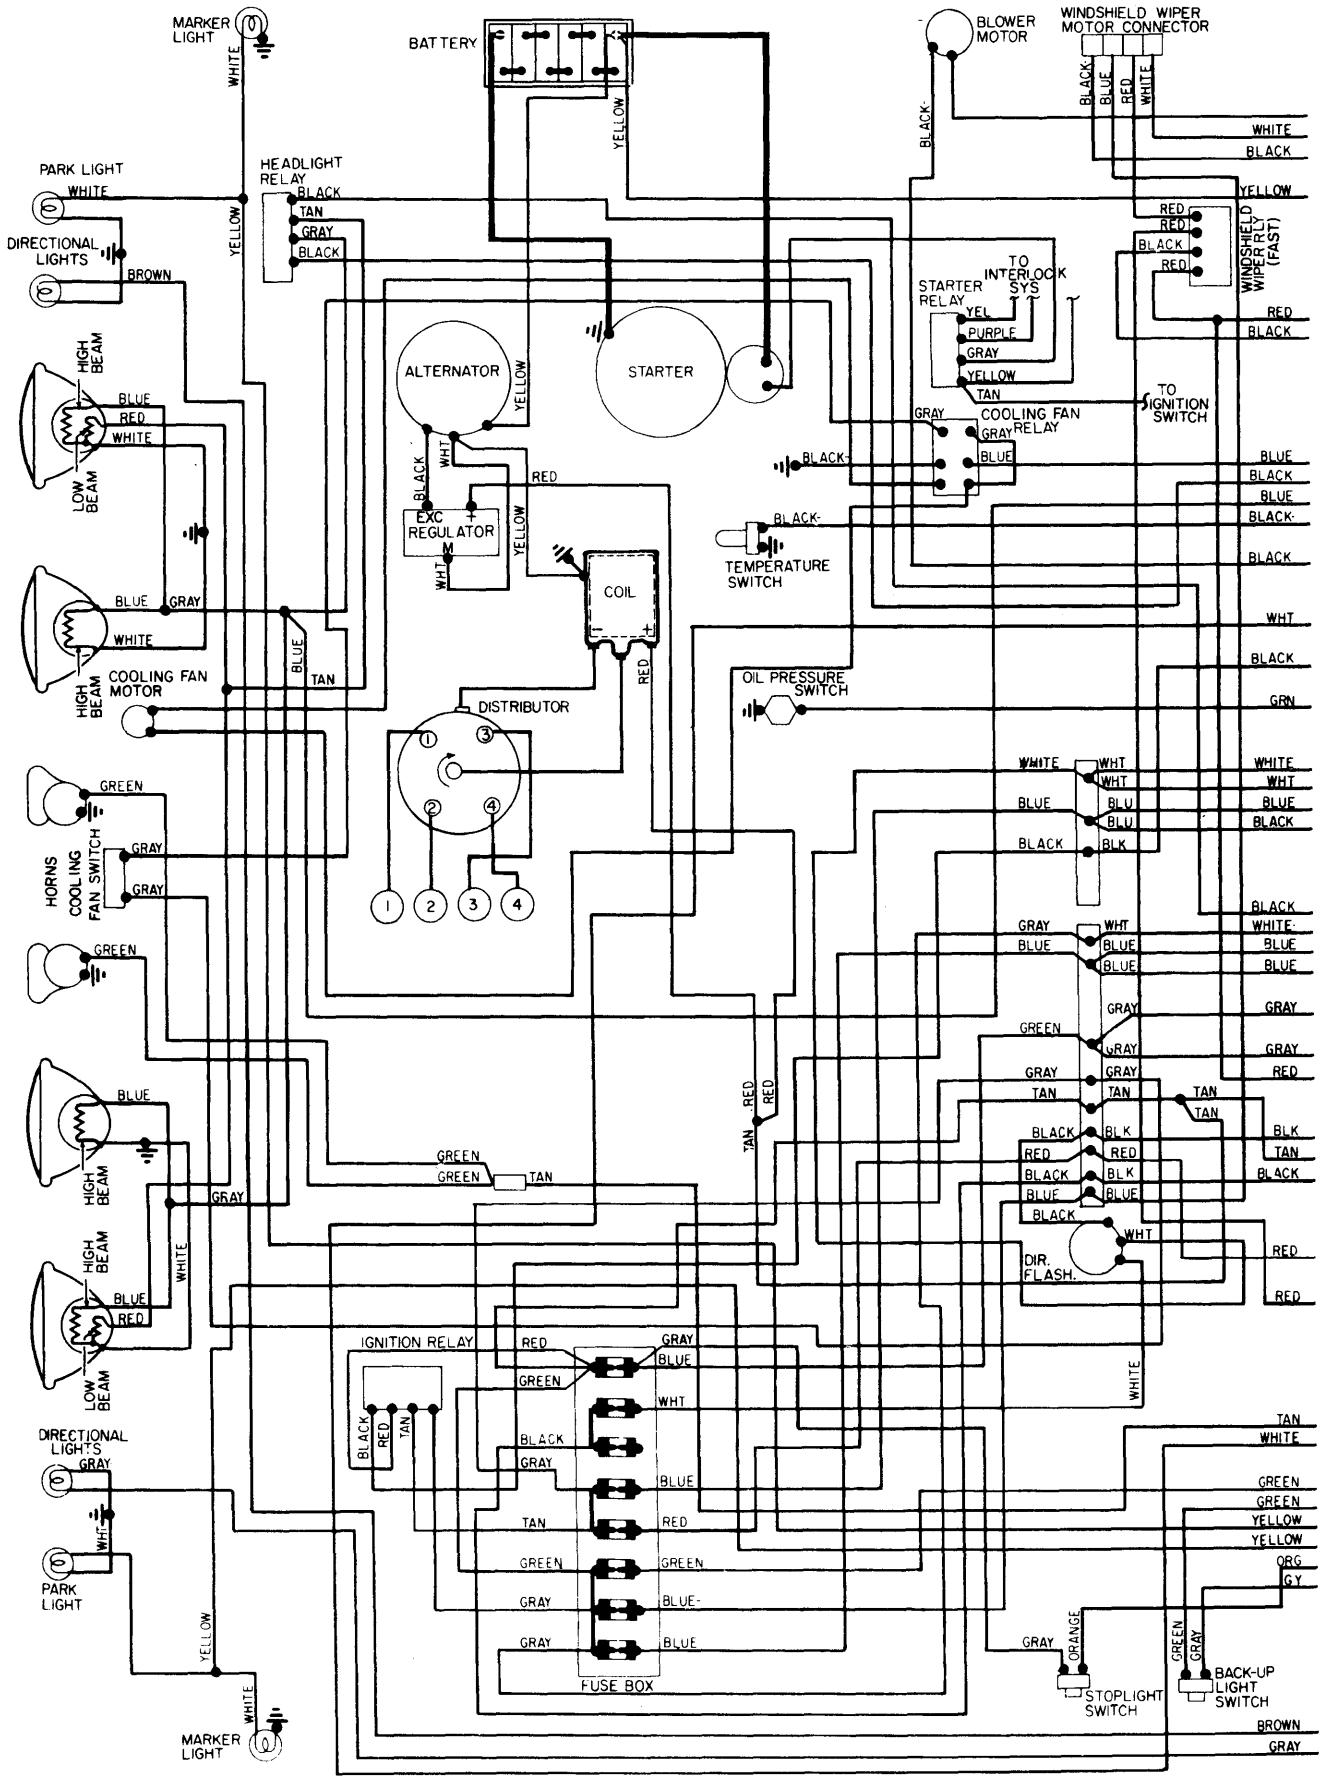 MARKER
LIGHT
WHITE
BATTERY
YELLOW
BLOWER
MOTOR
BLACK
WINDSHIELD WIPER
MOTOR CONNECTOR
BLACK
BLUE
RED
WHITE
WHITE
BLACK
YELLOW
PARK LIGHT
WHITE
YELLOW
DIRECTIONAL
LIGHTS
BROWN
HEADLIGHT
RELAY
BLACK
TAN
GRAY
BLACK
RED
RED
BLACK
RED
WINDSHIELD
WIPER RLY
(FAST)
RED
BLACK
TO
INTERLOCK
SYS
STARTER
RELAY
YEL
PURPLE
GRAY
YELLOW
TAN
TO
IGNITION
SWITCH
HIGH
BEAM
BLUE
RED
WHITE
LOW
BEAM
ALTERNATOR
YELLOW
STARTER
BLACK
WHT
RED
YELLOW
EXC
+
REGULATOR
M
WHT
COIL
-
+
RED
GRAY
COOLING FAN
RELAY
GRAY
BLACK
BLUE
BLUE
BLACK
BLUE
BLACK
BLACK
BLACK
TEMPERATURE
SWITCH
WHT
BLACK
OIL PRESSURE
SWITCH
GRN
BLUE
GRAY
WHITE
BLUE
TAN
HIGH
BEAM
COOLING FAN
MOTOR
DISTRIBUTOR
1
3
2
4
1
2
3
4
GREEN
HORNS
COOLING
FAN SWITCH
GRAY
GRAY
GREEN
WHITE
WHT
WHITE
WHT
WHT
BLUE
BLU
BLUE
BLU
BLACK
BLACK
BLK
BLACK
GRAY
WHT
WHITE
BLUE
BLUE
BLUE
BLUE
BLUE
GREEN
GRAY
GRAY
GRAY
GRAY
GRAY
GRAY
RED
TAN
TAN
TAN
TAN
BLACK
BLK
BLK
RED
RED
TAN
BLACK
BLK
BLACK
BLUE
BLUE
BLACK
WHT
DIR.
FLASH.
RED
RED
RED
RED
TAN
BLUE
HIGH
BEAM
GRAY
WHITE
GREEN
GREEN
TAN
HIGH
BEAM
BLUE
RED
LOW
BEAM
IGNITION RELAY
RED
GREEN
BLACK
RED
TAN
BLACK
GRAY
TAN
GREEN
GRAY
GRAY
GRAY
BLUE
WHT
BLUE
RED
GREEN
BLUE
BLUE
FUSE BOX
WHITE
TAN
WHITE
GREEN
GREEN
YELLOW
YELLOW
ORG
GY
DIRECTIONAL
LIGHTS
GRAY
WHT
PARK
LIGHT
YELLOW
WHITE
MARKER
LIGHT
GRAY
ORANGE
STOPLIGHT
SWITCH
GREEN
GRAY
BACK-UP
LIGHT
SWITCH
BROWN
GRAY